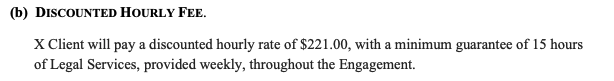 (b) DISCOUNTED HOURLY FEE.
X Client will pay a discounted hourly rate of $221.00, with a minimum guarantee of 15 hours
of Legal Services, provided weekly, throughout the Engagement.